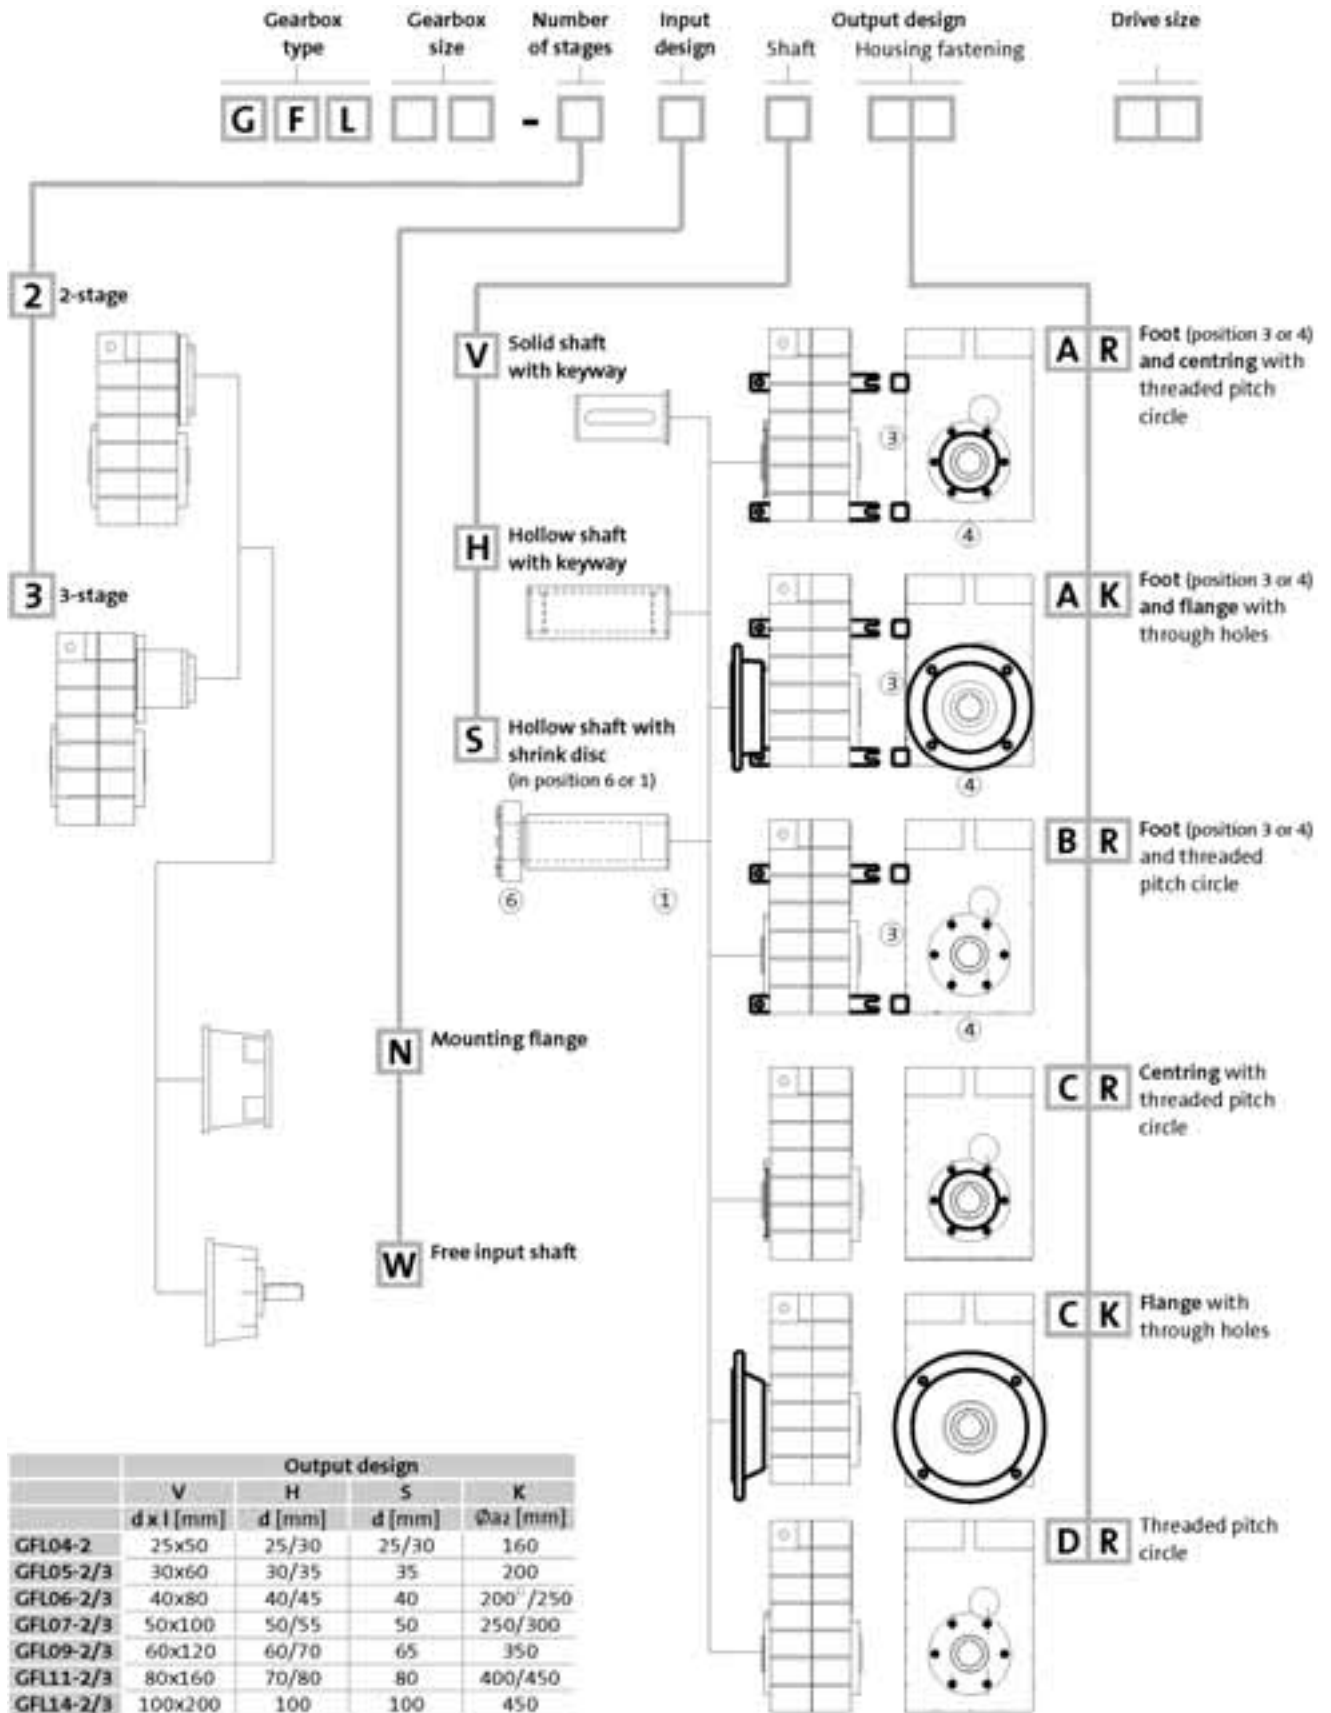 Gearbox type
Gearbox size
Number of stages
Input design
Output design
Shaft
Housing fastening
Drive size
G F L - 
2 2-stage
3 3-stage
V Solid shaft
with keyway
H Hollow shaft
with keyway
S Hollow shaft with
shrink disc
(in position 6 or 1)
6 1
N Mounting flange
W Free input shaft
3
4
A R Foot (position 3 or 4)
and centring with
threaded pitch
circle
3
4
A K Foot (position 3 or 4)
and flange with
through holes
3
4
B R Foot (position 3 or 4)
and threaded
pitch circle
C R Centring with
threaded pitch
circle
C K Flange with
through holes
D R Threaded pitch
circle
Output design
V H S K
d x l [mm] d [mm] d [mm] Øa2 [mm]
GFL04-2 25x50 25/30 25/30 160
GFL05-2/3 30x60 30/35 35 200
GFL06-2/3 40x80 40/45 40 200 /250
GFL07-2/3 50x100 50/55 50 250/300
GFL09-2/3 60x120 60/70 65 350
GFL11-2/3 80x160 70/80 80 400/450
GFL14-2/3 100x200 100 100 450